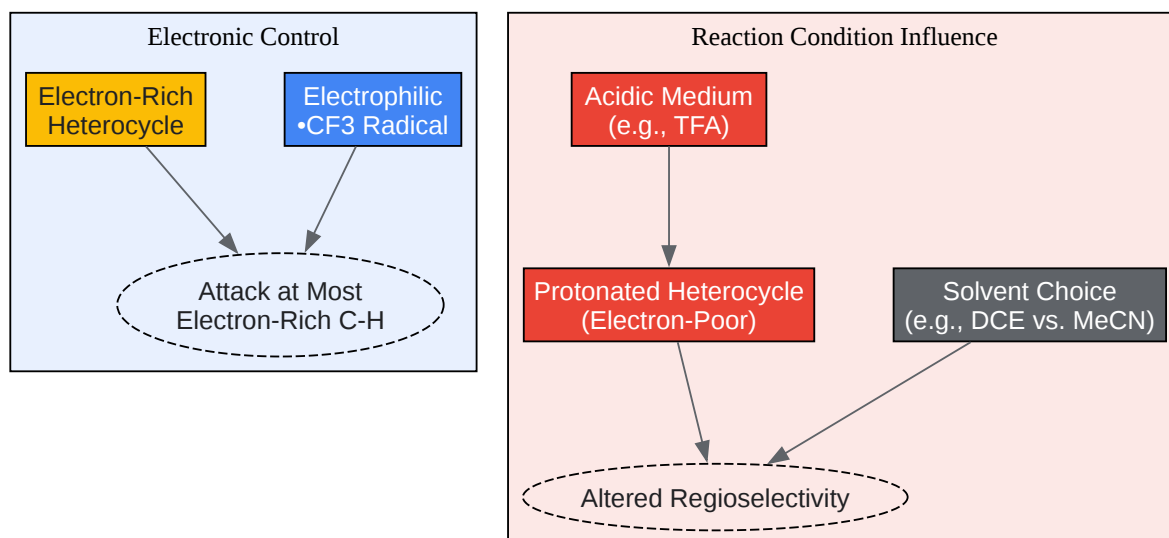 Electronic Control
Electron-Rich
Heterocycle
Electrophilic
•CF3 Radical
Attack at Most
Electron-Rich C-H
Reaction Condition Influence
Acidic Medium
(e.g., TFA)
Protonated Heterocycle
(Electron-Poor)
Solvent Choice
(e.g., DCE vs. MeCN)
Altered Regioselectivity